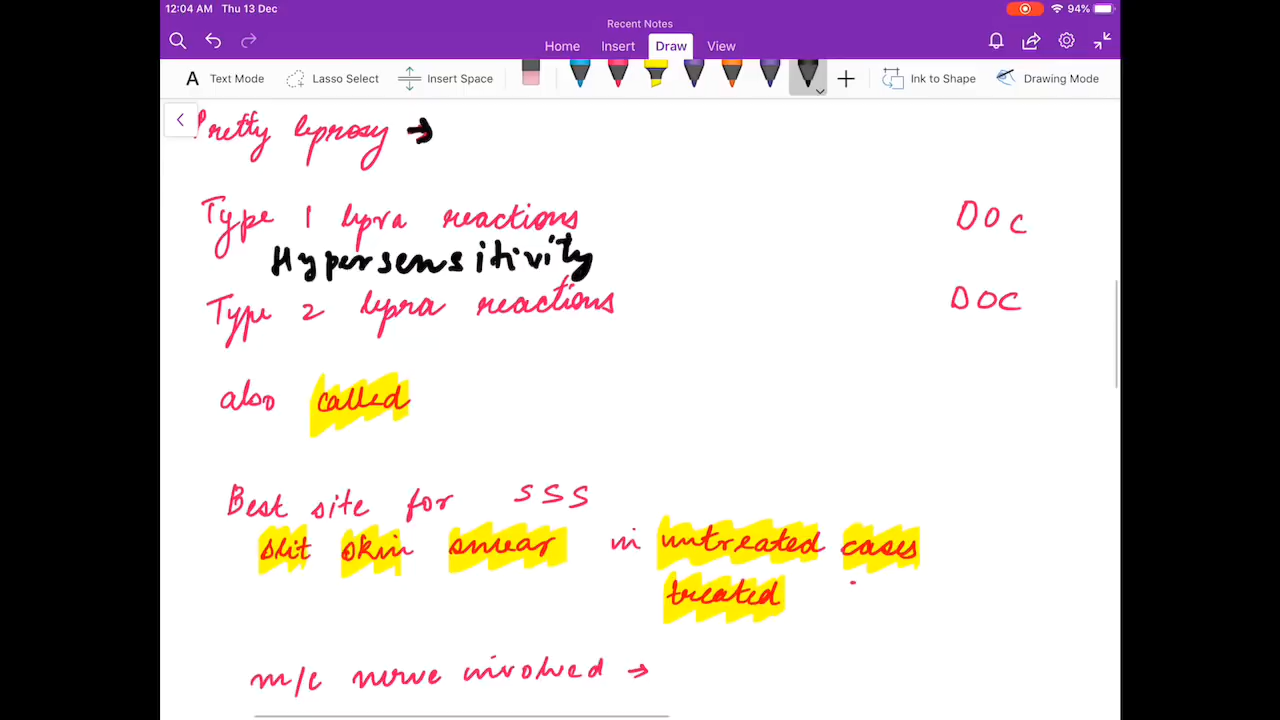 12:04 AM Thu 13 Dec 94%
Recent Notes
Home Insert Draw View
A Text Mode Lasso Select Insert Space + Ink to Shape Drawing Mode
Pretty leprosy →
Type 1 lepra reactions DOC
Hypersensitivity
Type 2 lepra reactions DOC
also called
Best site for SSS
slit skin smear in untreated cases
treated
m/c nerve involved →